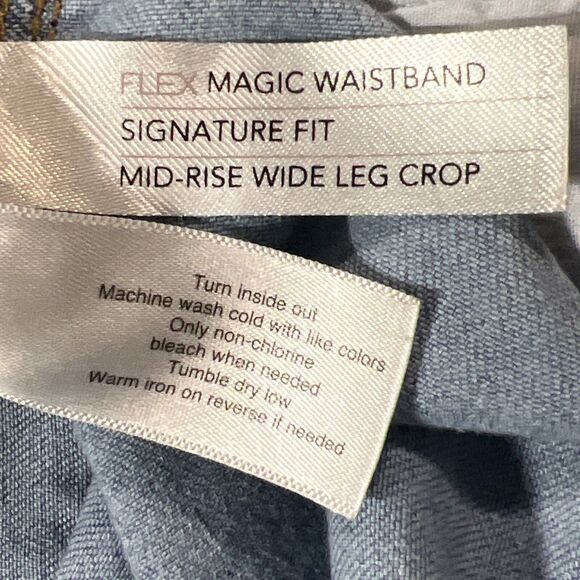 FLEX MAGIC WAISTBAND
SIGNATURE FIT
MID-RISE WIDE LEG CROP
Turn inside out
Machine wash cold with like colors
Only non-chlorine
bleach when needed
Tumble dry low
Warm iron on reverse if needed